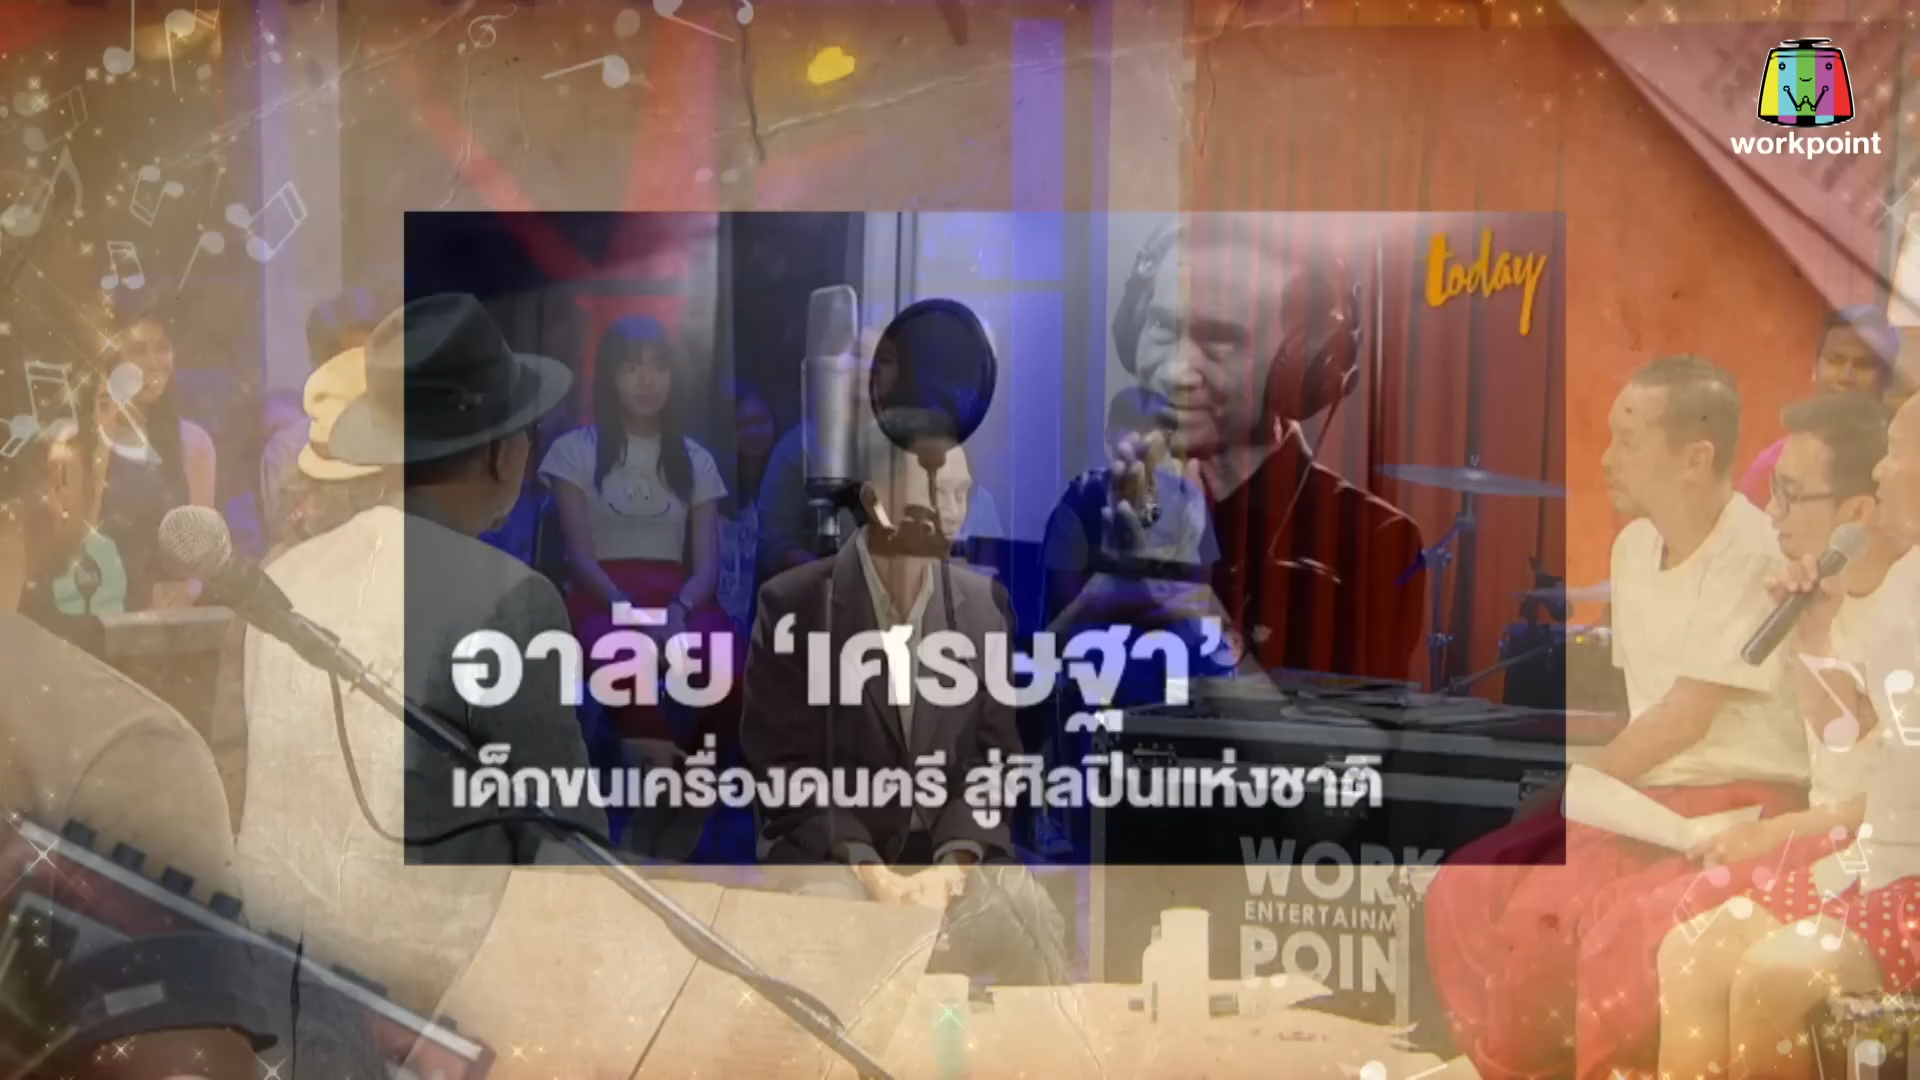 workpoint
today
อาลัย ‘เศรษฐา’
เด็กขนเครื่องดนตรี สู่ศิลปินแห่งชาติ
WORK
ENTERTAINM
POIN